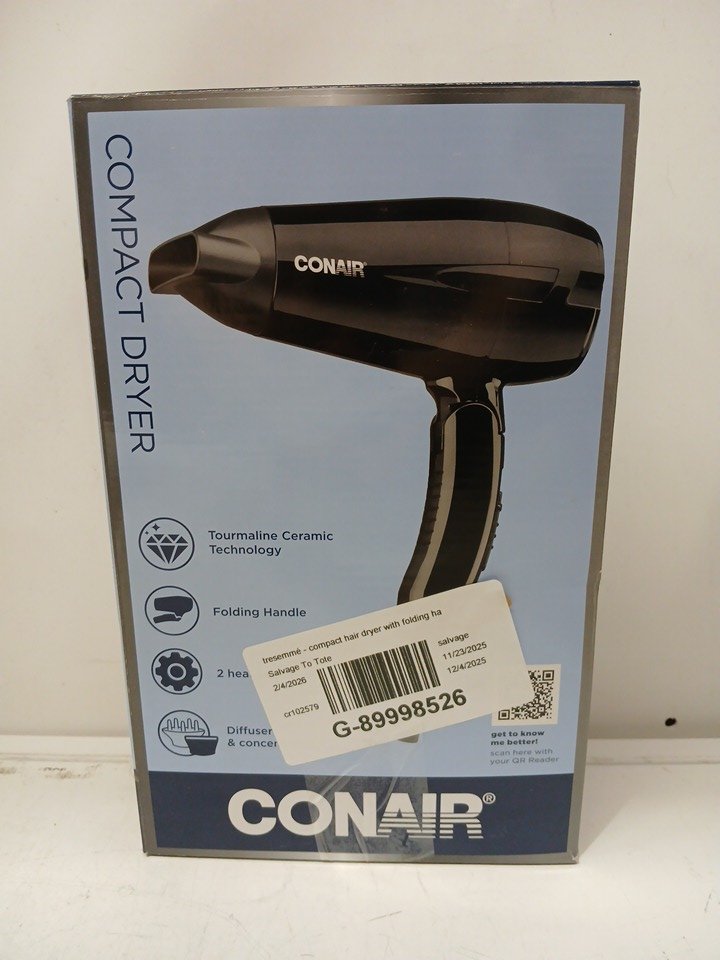 COMPACT DRYER
CONAIR
Tourmaline Ceramic
Technology
Folding Handle
2
Diffuser
&
tresemmé - compact hair dryer with folding ha
Salvage To Tote
salvage
2/4/2026
11/23/2025
12/4/2025
cr102579
G-89998526
get to know
me better!
scan here with
your QR Reader
CONAIR®